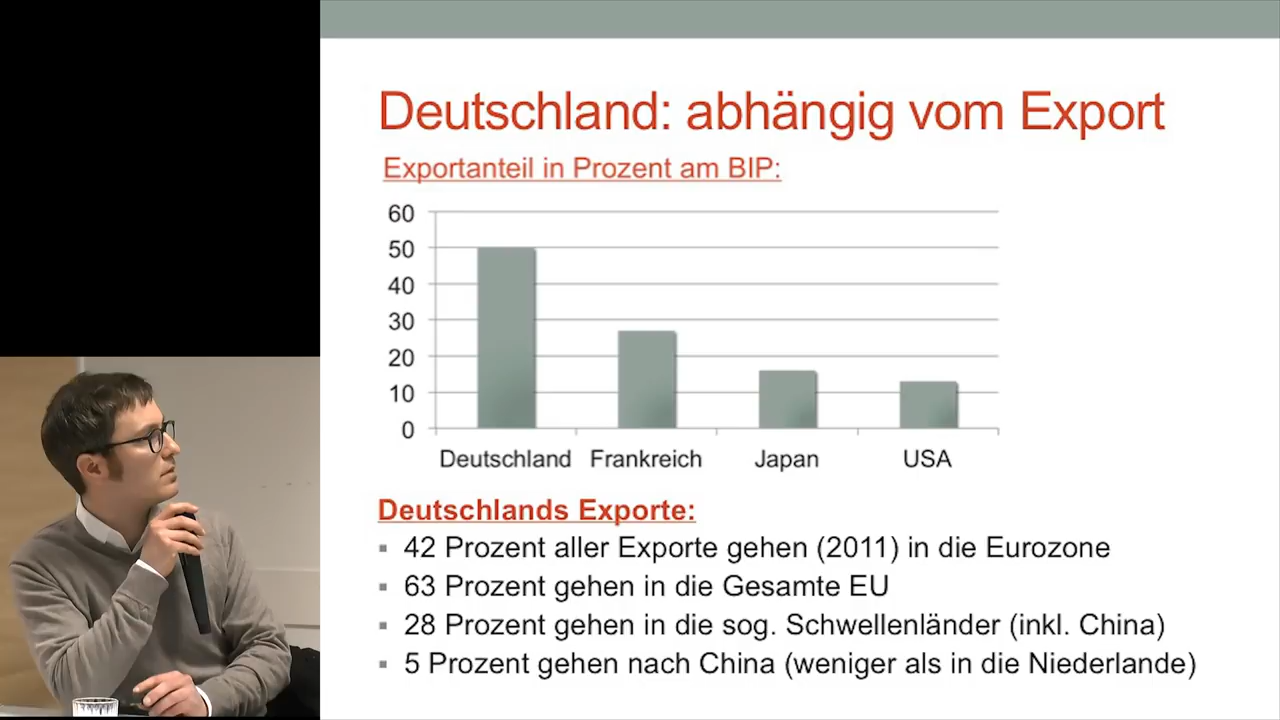 Deutschland: abhängig vom Export
Exportanteil in Prozent am BIP:
60
50
40
30
20
10
0
Deutschland Frankreich Japan USA
Deutschlands Exporte:
▪ 42 Prozent aller Exporte gehen (2011) in die Eurozone
▪ 63 Prozent gehen in die Gesamte EU
▪ 28 Prozent gehen in die sog. Schwellenländer (inkl. China)
▪ 5 Prozent gehen nach China (weniger als in die Niederlande)